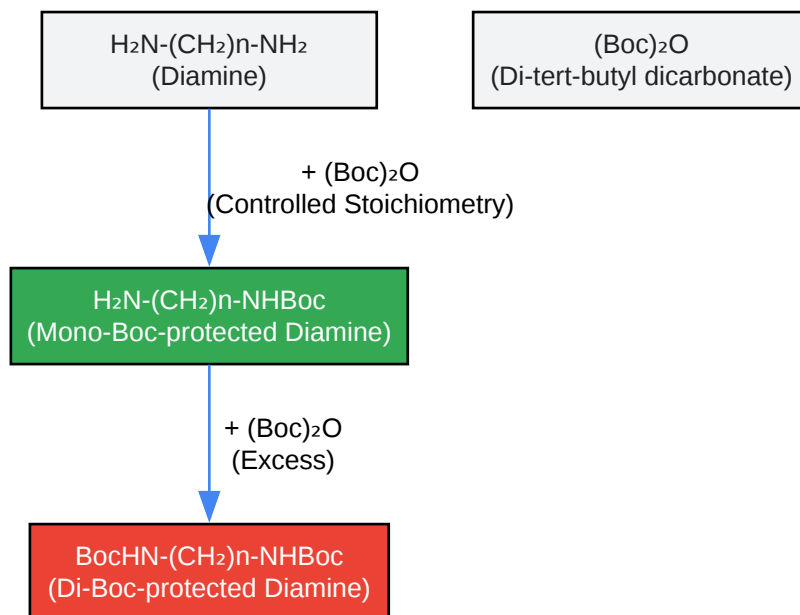 H₂N-(CH₂)n-NH₂
(Diamine)
(Boc)₂O
(Di-tert-butyl dicarbonate)
+ (Boc)₂O
(Controlled Stoichiometry)
H₂N-(CH₂)n-NHBoc
(Mono-Boc-protected Diamine)
+ (Boc)₂O
(Excess)
BocHN-(CH₂)n-NHBoc
(Di-Boc-protected Diamine)